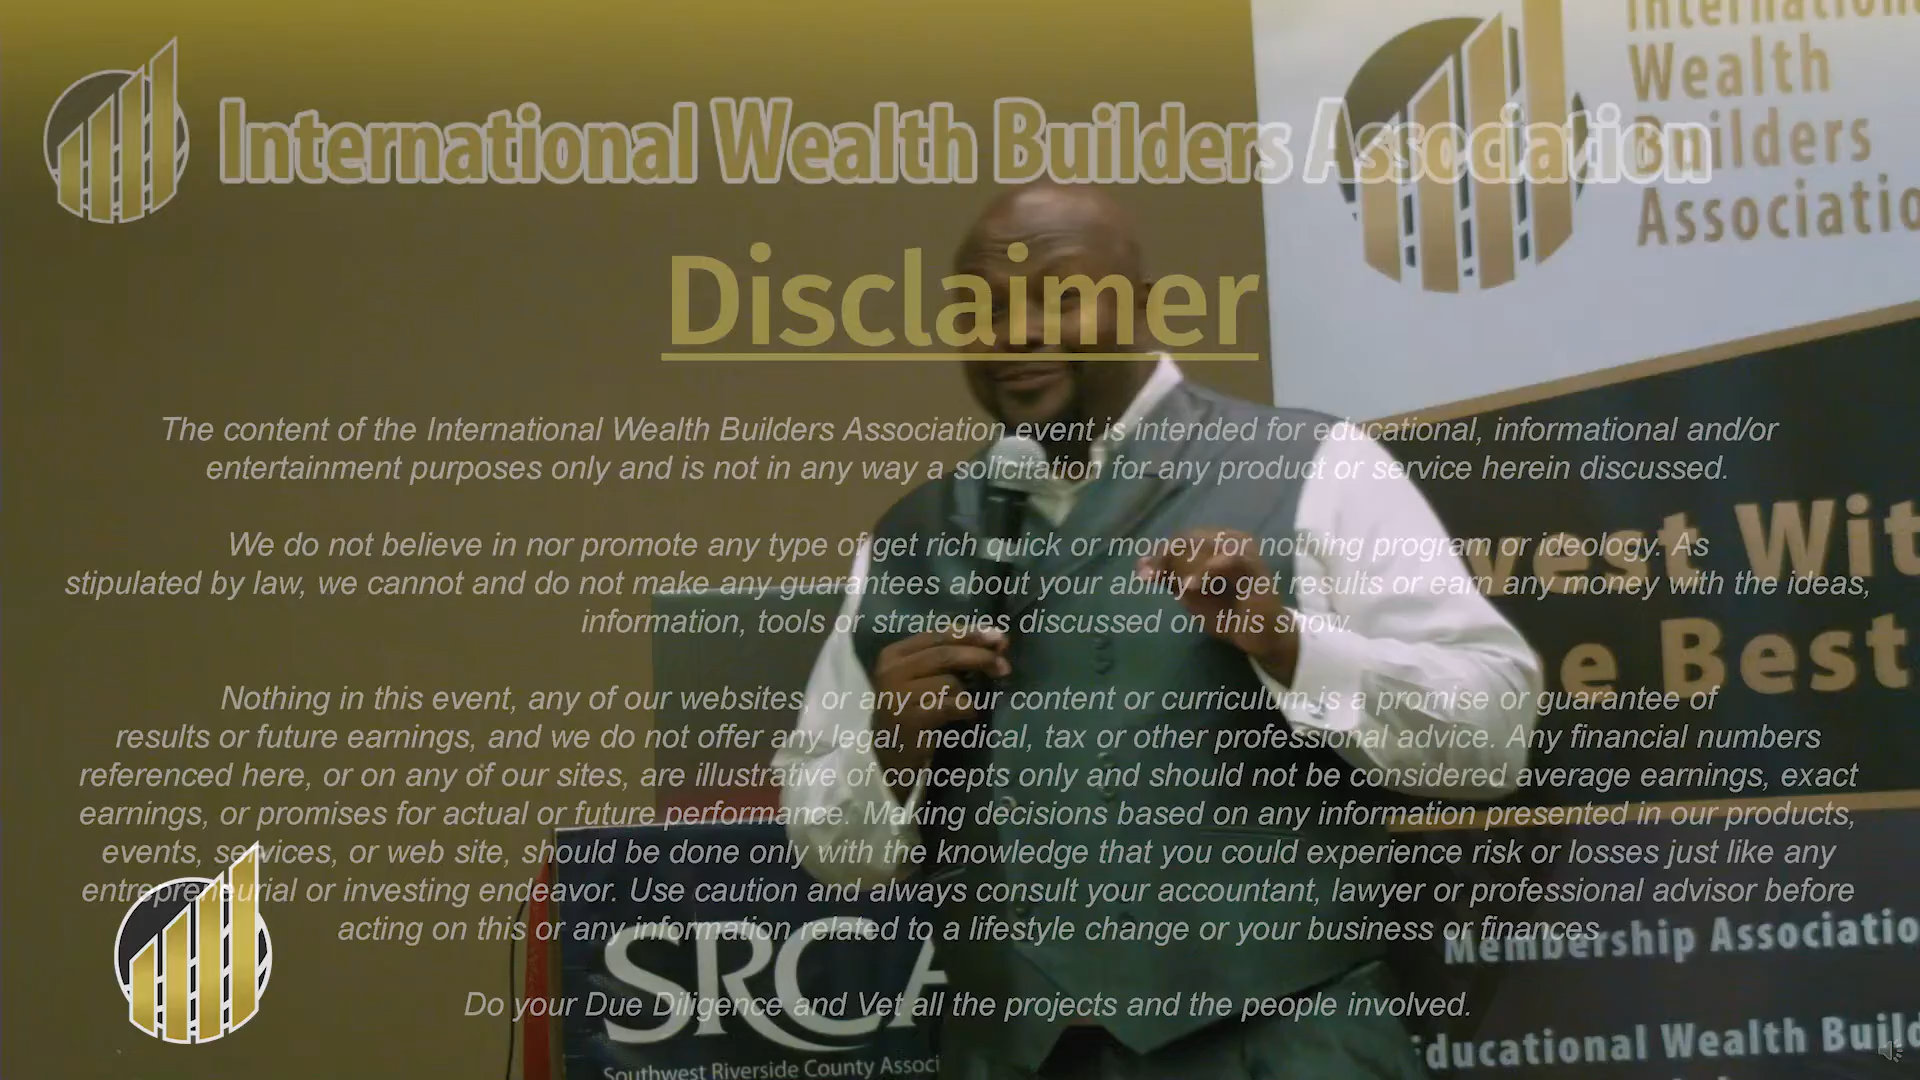 International Wealth Builders Association
International
Wealth
Builders
Association
Disclaimer
The content of the International Wealth Builders Association event is intended for educational, informational and/or
entertainment purposes only and is not in any way a solicitation for any product or service herein discussed.
We do not believe in nor promote any type of get rich quick or money for nothing program or ideology. As
stipulated by law, we cannot and do not make any guarantees about your ability to get results or earn any money with the ideas,
information, tools or strategies discussed on this show.
Nothing in this event, any of our websites, or any of our content or curriculum is a promise or guarantee of
results or future earnings, and we do not offer any legal, medical, tax or other professional advice. Any financial numbers
referenced here, or on any of our sites, are illustrative of concepts only and should not be considered average earnings, exact
earnings, or promises for actual or future performance. Making decisions based on any information presented in our products,
events, services, or web site, should be done only with the knowledge that you could experience risk or losses just like any
entrepreneurial or investing endeavor. Use caution and always consult your accountant, lawyer or professional advisor before
acting on this or any information related to a lifestyle change or your business or finances
Do your Due Diligence and Vet all the projects and the people involved.
vest Wit
e Best
Membership Associatio
ducational Wealth Build
SRCA
Southwest Riverside County Associ